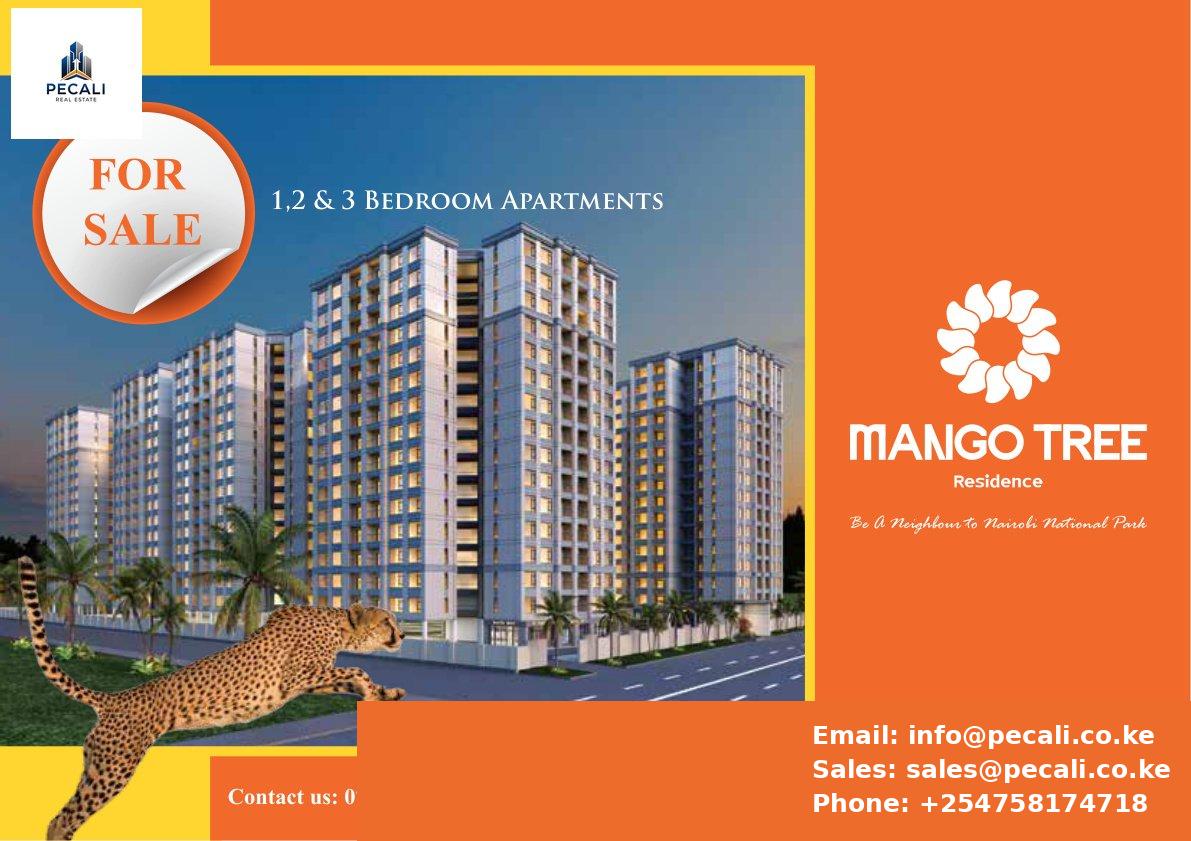 PECALI
REAL ESTATE
FOR
SALE
1,2 & 3 BEDROOM APARTMENTS
MANGO TREE
Residence
Be A Neighbour to Nairobi National Park
Email: info@pecali.co.ke
Sales: sales@pecali.co.ke
Phone: +254758174718
Contact us: 0